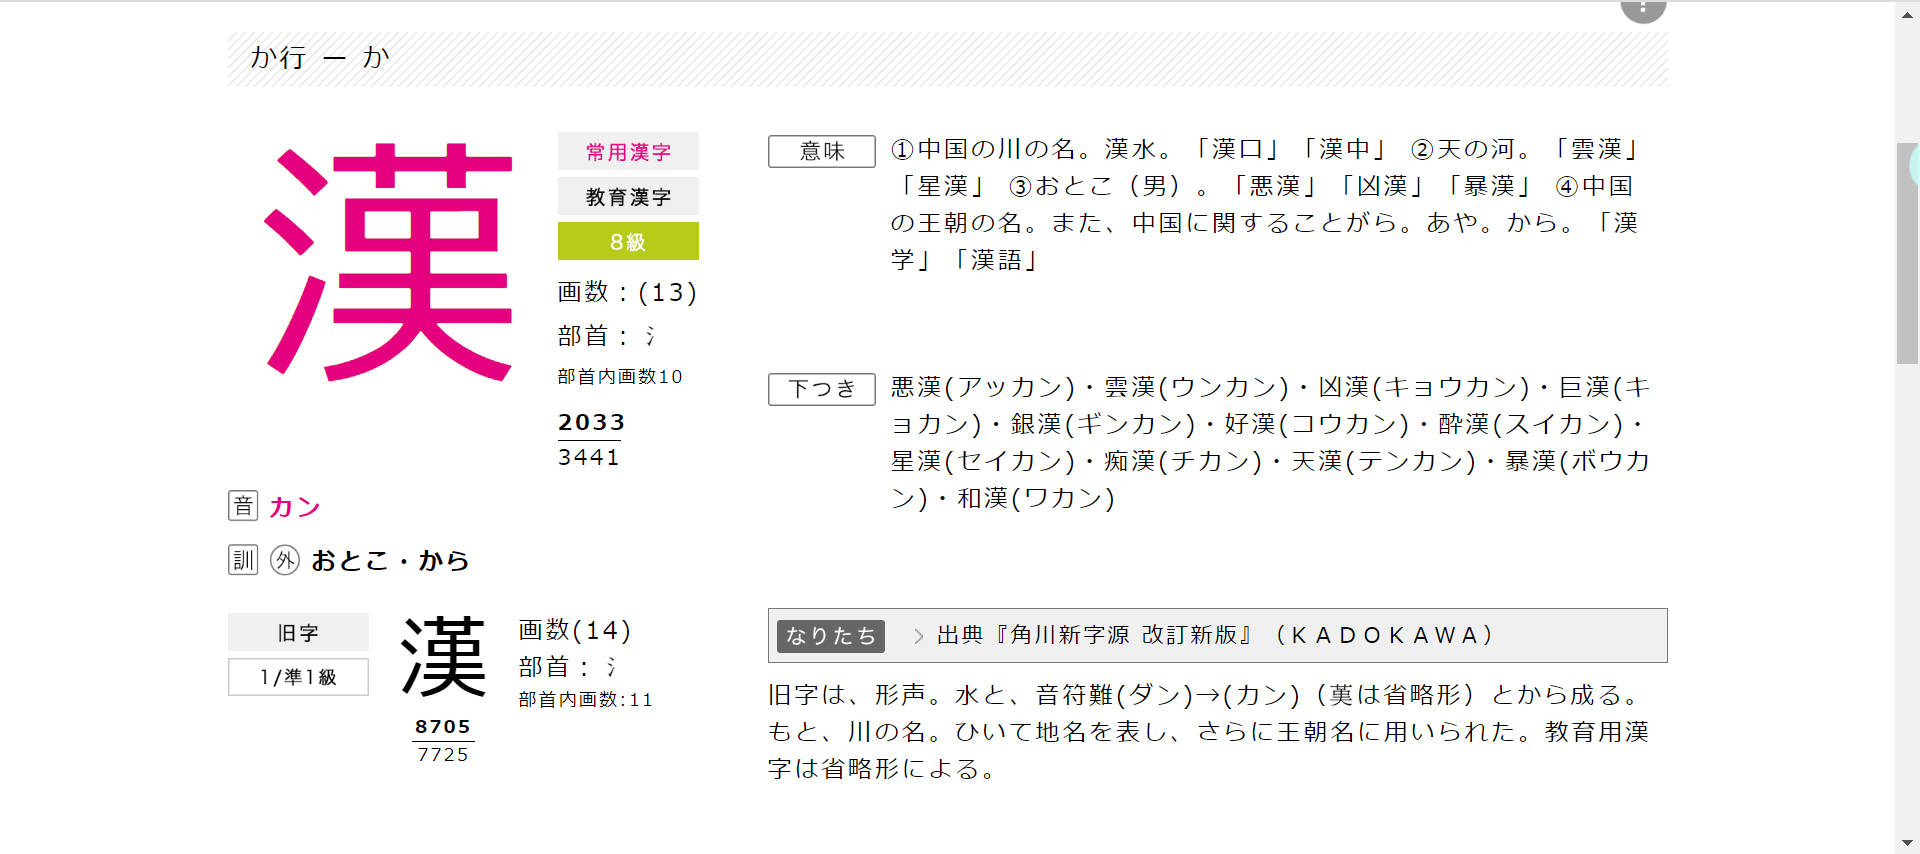 か行 ー か
漢
常用漢字
教育漢字
8級
画数：(13)
部首：氵
部首内画数10
2033
3441
音 カン
訓 外 おとこ・から
意味 ①中国の川の名。漢水。「漢口」「漢中」 ②天の河。「雲漢」
「星漢」 ③おとこ（男）。「悪漢」「凶漢」「暴漢」 ④中国
の王朝の名。また、中国に関することがら。あや。から。「漢
学」「漢語」
下つき 悪漢(アッカン)・雲漢(ウンカン)・凶漢(キョウカン)・巨漢(キ
ョカン)・銀漢(ギンカン)・好漢(コウカン)・酔漢(スイカン)・
星漢(セイカン)・痴漢(チカン)・天漢(テンカン)・暴漢(ボウカ
ン)・和漢(ワカン)
旧字
1/準1級
漢
8705
7725
画数(14)
部首：氵
部首内画数:11
なりたち 出典『角川新字源 改訂新版』（ＫＡＤＯＫＡＷＡ）
旧字は、形声。水と、音符難(ダン)→(カン)（𦰩は省略形）とから成る。
もと、川の名。ひいて地名を表し、さらに王朝名に用いられた。教育用漢
字は省略形による。